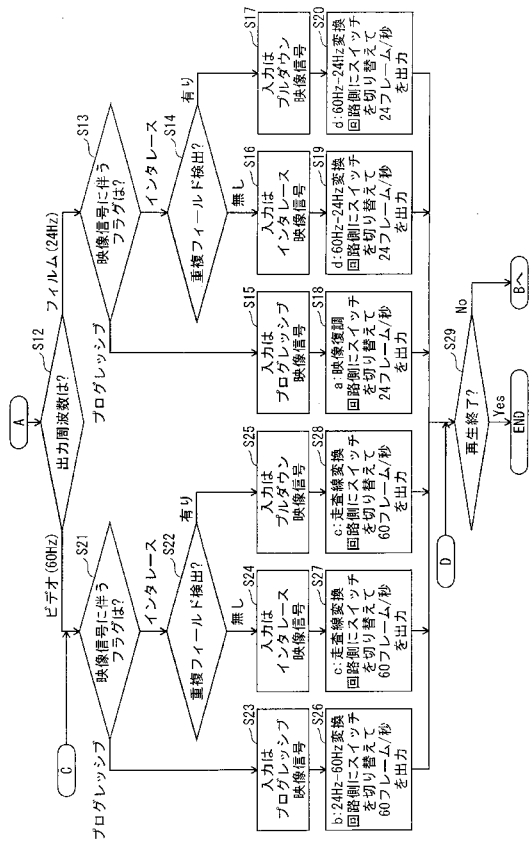 A
S12
出力周波数は?
ビデオ(60Hz)
フィルム(24Hz)
C
S21
映像信号に伴う
フラグは?
プログレッシブ
インタレース
S22
重複フィールド検出?
無し
有り
S13
映像信号に伴う
フラグは?
プログレッシブ
インタレース
S14
重複フィールド検出?
無し
有り
S23
入力は
プログレッシブ
映像信号
S24
入力は
インタレース
映像信号
S25
入力は
プルダウン
映像信号
S15
入力は
プログレッシブ
映像信号
S16
入力は
インタレース
映像信号
S17
入力は
プルダウン
映像信号
S26
b:24Hz-60Hz変換
回路側にスイッチ
を切り替えて
60フレーム/秒
を出力
S27
c:走査線変換
回路側にスイッチ
を切り替えて
60フレーム/秒
を出力
S28
c:走査線変換
回路側にスイッチ
を切り替えて
60フレーム/秒
を出力
S18
a:映像復調
回路側にスイッチ
を切り替えて
24フレーム/秒
を出力
S19
d:60Hz-24Hz変換
回路側にスイッチ
を切り替えて
24フレーム/秒
を出力
S20
d:60Hz-24Hz変換
回路側にスイッチ
を切り替えて
24フレーム/秒
を出力
D
S29
再生終了?
Yes
No
END
Bへ